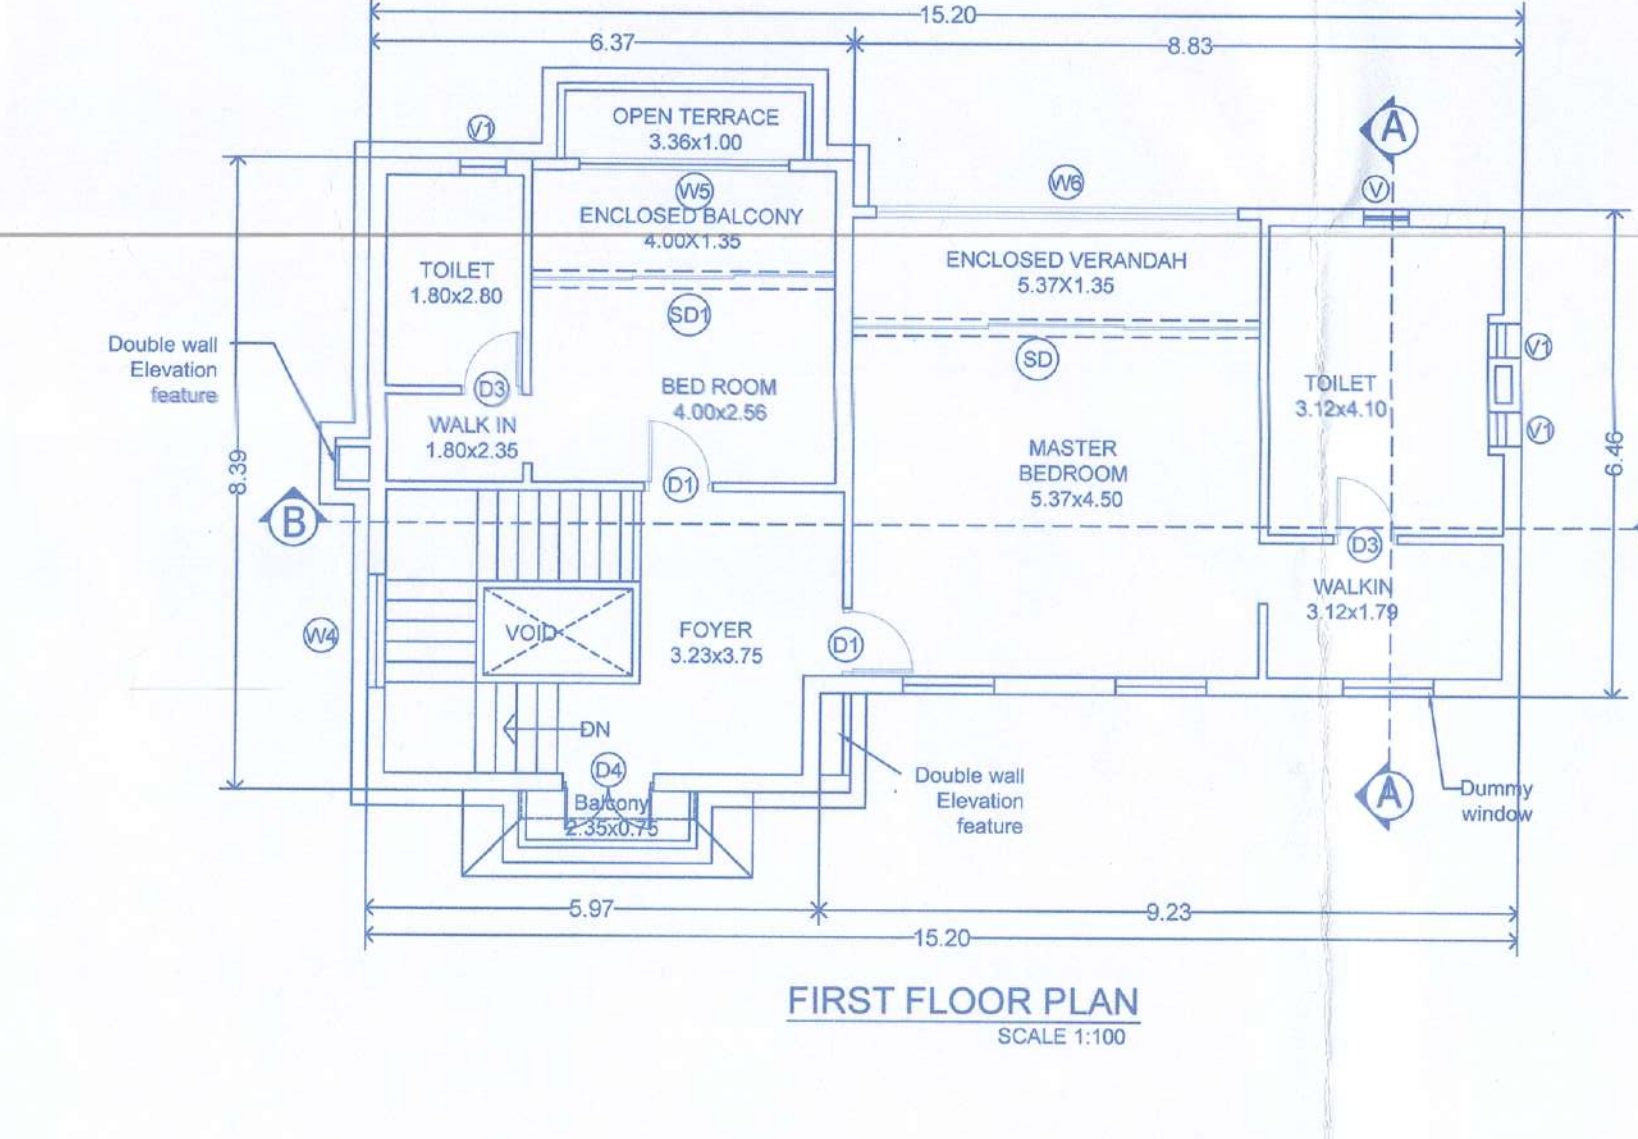 15.20
6.37
8.83
OPEN TERRACE
3.36x1.00
V1
A
W5
W6
V
ENCLOSED BALCONY
4.00X1.35
TOILET
1.80x2.80
ENCLOSED VERANDAH
5.37X1.35
SD1
Double wall
Elevation
feature
SD
V1
D3
BED ROOM
4.00x2.56
TOILET
3.12x4.10
WALK IN
1.80x2.35
V1
MASTER
BEDROOM
5.37x4.50
8.39
6.46
D1
B
D3
WALKIN
3.12x1.79
W4
VOID
FOYER
3.23x3.75
D1
DN
D4
Balcony
2.35x0.75
Double wall
Elevation
feature
A
Dummy
window
5.97
9.23
15.20
FIRST FLOOR PLAN
SCALE 1:100